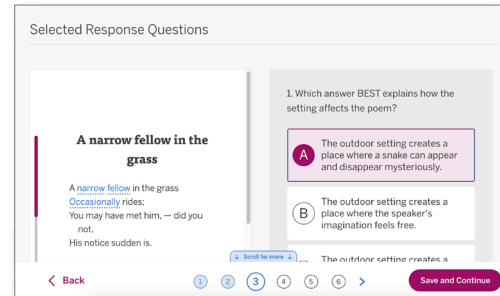 Selected Response Questions
A narrow fellow in the
grass
A narrow fellow in the grass
Occasionally rides;
You may have met him, — did you
not,
His notice sudden is.
1. Which answer BEST explains how the
setting affects the poem?
A
The outdoor setting creates a
place where a snake can appear
and disappear mysteriously.
B
The outdoor setting creates a
place where the speaker's
imagination feels free.
The outdoor setting creates a
↓ Scroll for more ↓
Back
1 2 3 4 5 6
Save and Continue